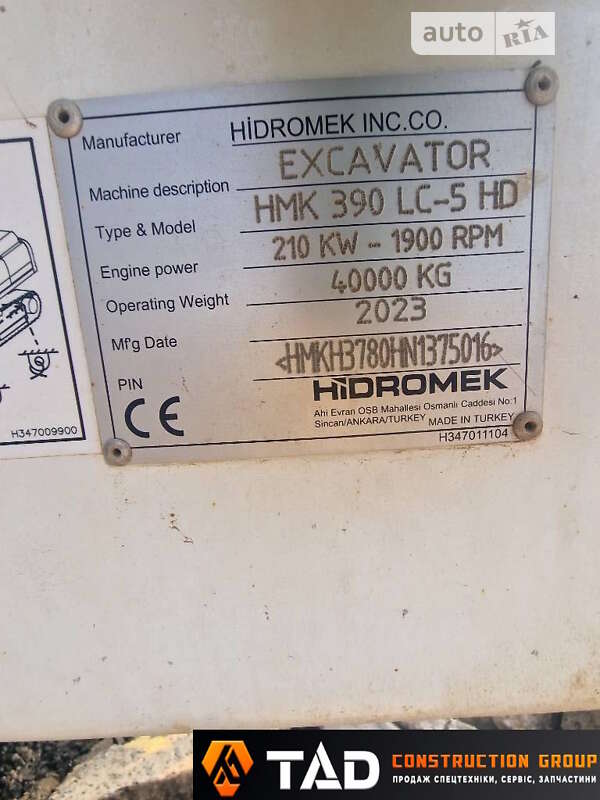 auto RIA
Manufacturer HİDROMEK INC.CO.
Machine description EXCAVATOR
Type & Model HMK 390 LC-5 HD
Engine power 210 KW - 1900 RPM
Operating Weight 40000 KG
Mf'g Date 2023
PIN <HMKH3780HN1375016>
CE
HİDROMEK
Ahi Evran OSB Mahallesi Osmanlı Caddesi No:1
Sincan/ANKARA/TURKEY MADE IN TURKEY
H347011104
H347009900
TAD CONSTRUCTION GROUP
ПРОДАЖ СПЕЦТЕХНІКИ, СЕРВІС, ЗАПЧАСТИНИ